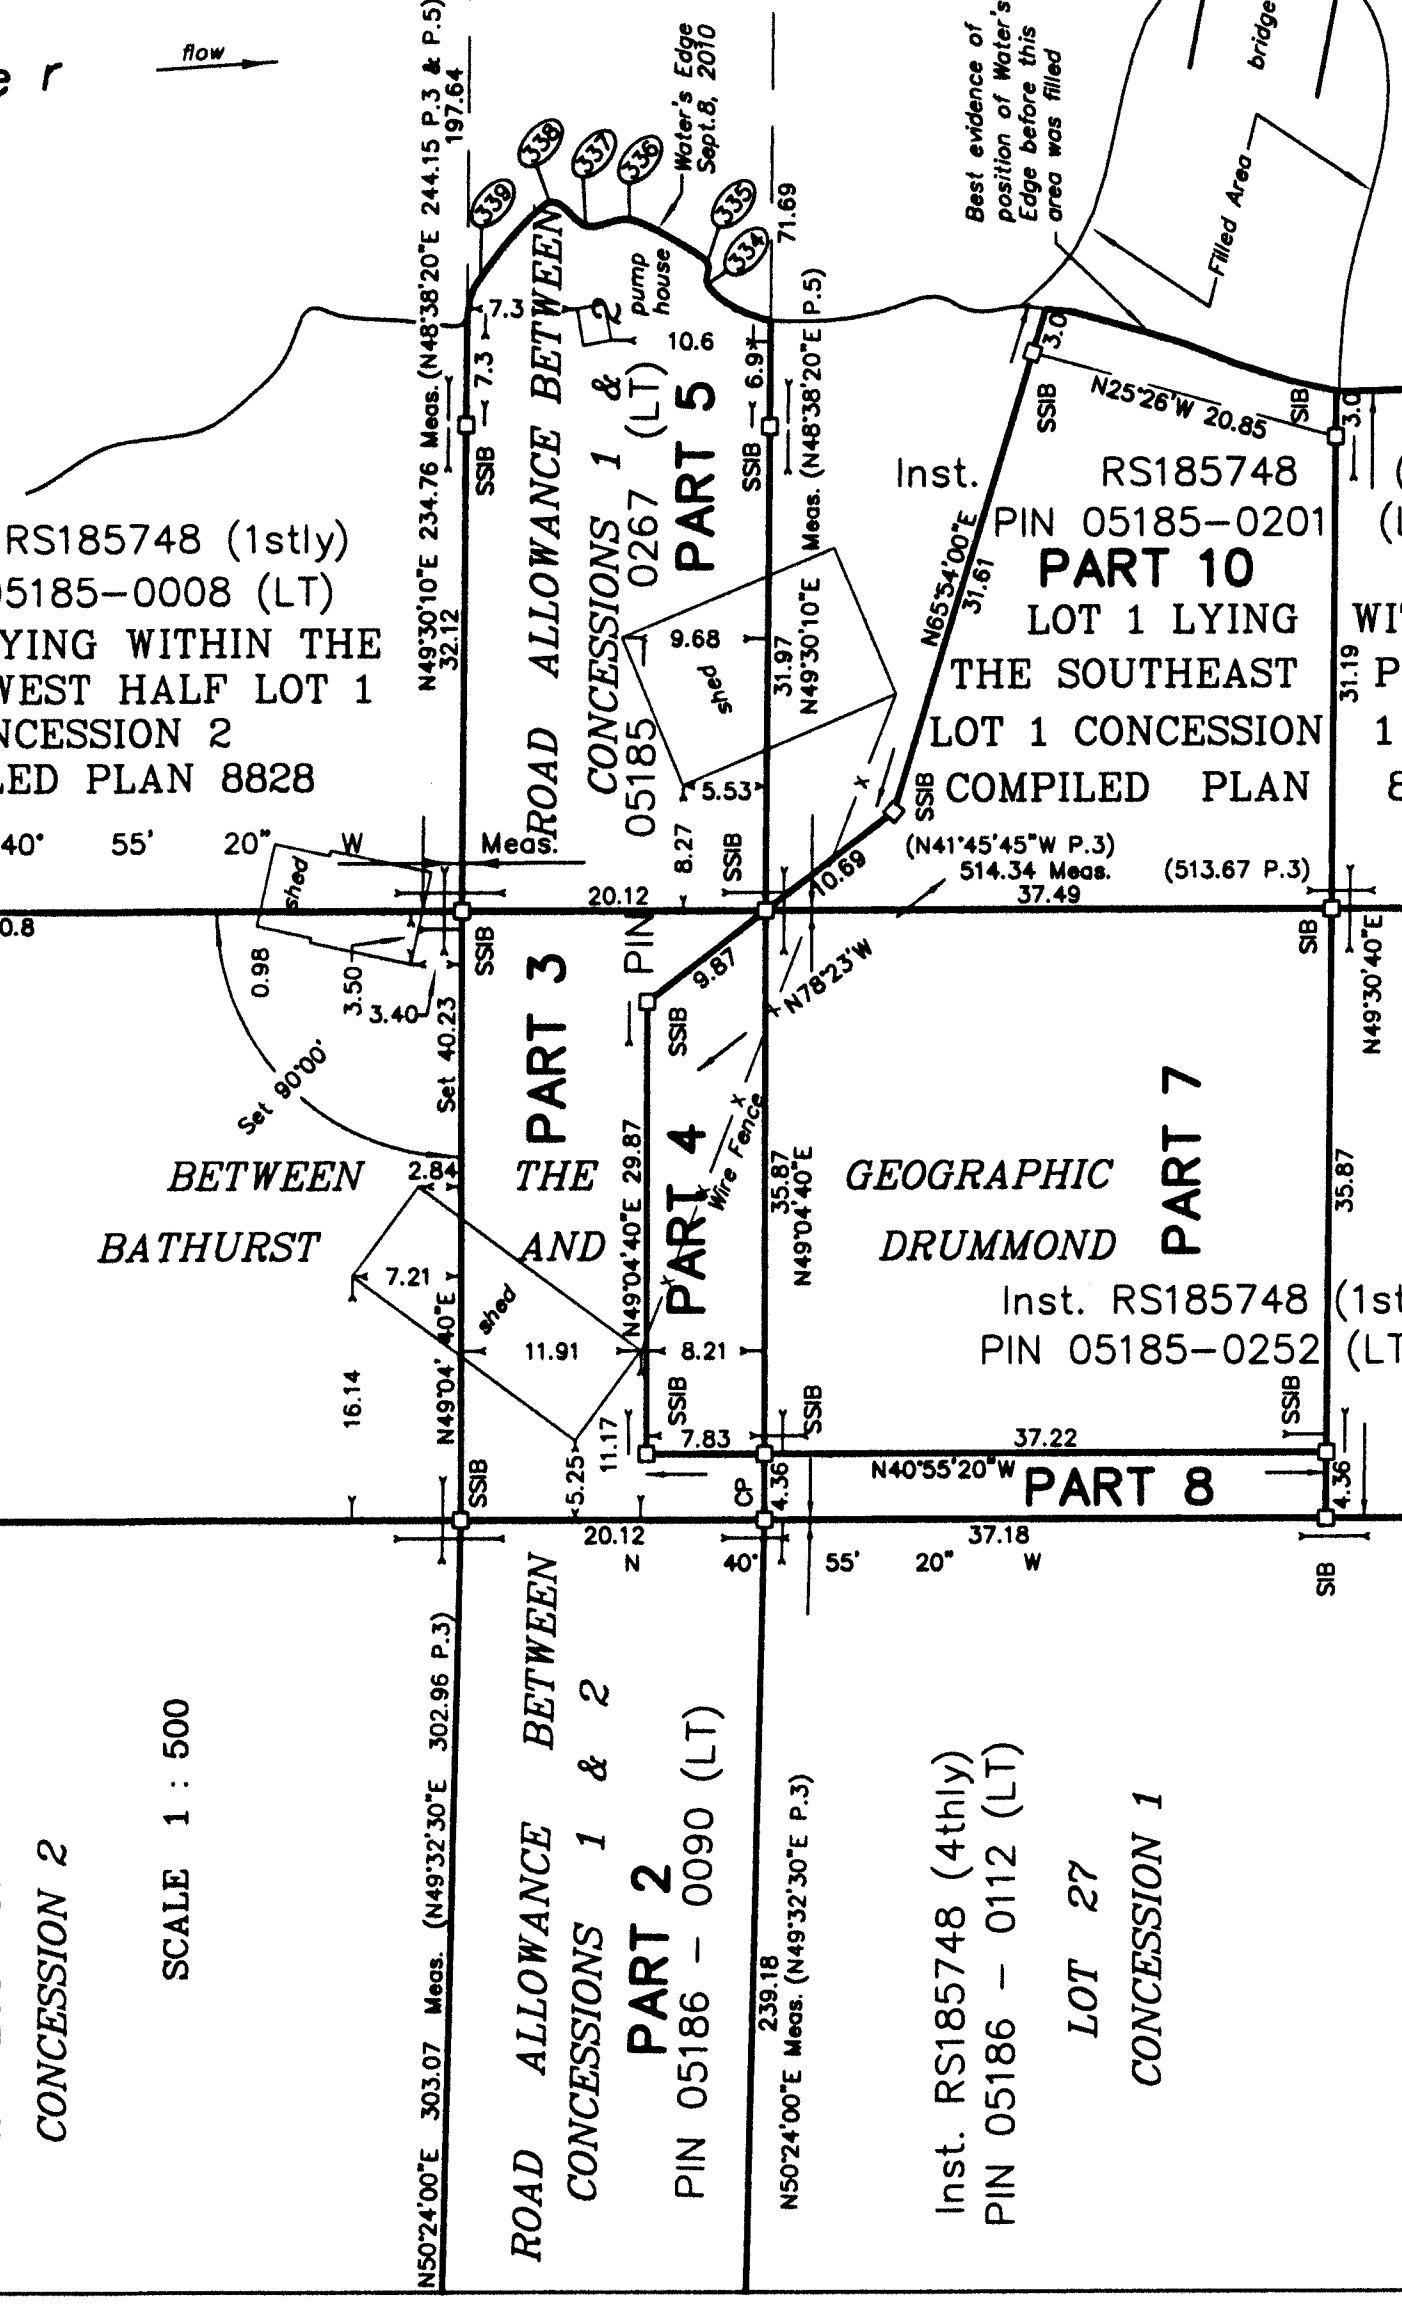 r
flow
N49°30'10"E 234.76 Meas. (N48°38'20"E 244.15 P.3 & P.5)
32.12
197.64
Water's Edge
Sept.8, 2010
339
338
337
336
335
334
71.69
Best evidence of
position of Water's
Edge before this
area was filled
bridge
Filled Area
7.3
7.3
2
pump
house
10.6
6.9*
3.0
SSIB
SSIB
SSIB
SIB
3.0
N25°26'W 20.85
ROAD ALLOWANCE BETWEEN
CONCESSIONS 1 &
05185 0267 (LT)
PART 5
31.97
N49°30'10"E Meas. (N48°38'20"E P.5)
RS185748 (1stly)
05185-0008 (LT)
YING WITHIN THE
WEST HALF LOT 1
NCESSION 2
LED PLAN 8828
Inst. RS185748 (
PIN 05185-0201 (L
PART 10
LOT 1 LYING WIT
THE SOUTHEAST P
LOT 1 CONCESSION 1
COMPILED PLAN 8
N65°54'00"E
31.61
31.19
9.68
shed
5.53
8.27
SSIB
SSIB
x
10.69
(N41°45'45"W P.3)
514.34 Meas. (513.67 P.3)
37.49
40° 55' 20" W Meas.
shed
0.8
20.12
PIN
SSIB
SIB
0.98
3.50
3.40
Set 90°00'
Set 40.23
PART 3
9.87
SSIB
x
N78°23'W
N49°30'40"E
x
Wire Fence
x
x
PART 4
N49°04'40"E 29.87
35.87
N49°04'40"E
PART 7
35.87
BETWEEN THE GEOGRAPHIC
BATHURST AND DRUMMOND
2.84
7.21
shed
N49°04' 40"E
11.91
8.21
16.14
5.25
11.17
Inst. RS185748 (1st
PIN 05185-0252 (LT
SSIB
SSIB
SSIB
SSIB
7.83
37.22
N40°55'20"W
PART 8
CP
4.36
4.36
20.12
37.18
N 40° 55' 20" W
SIB
N50°24'00"E 303.07 Meas. (N49°32'30"E 302.96 P.3)
ROAD ALLOWANCE BETWEEN
CONCESSIONS 1 & 2
PART 2
PIN 05186 - 0090 (LT)
239.18
N50°24'00"E Meas. (N49°32'30"E P.3)
SCALE 1 : 500
CONCESSION 2
Inst. RS185748 (4thly)
PIN 05186 - 0112 (LT)
LOT 27
CONCESSION 1